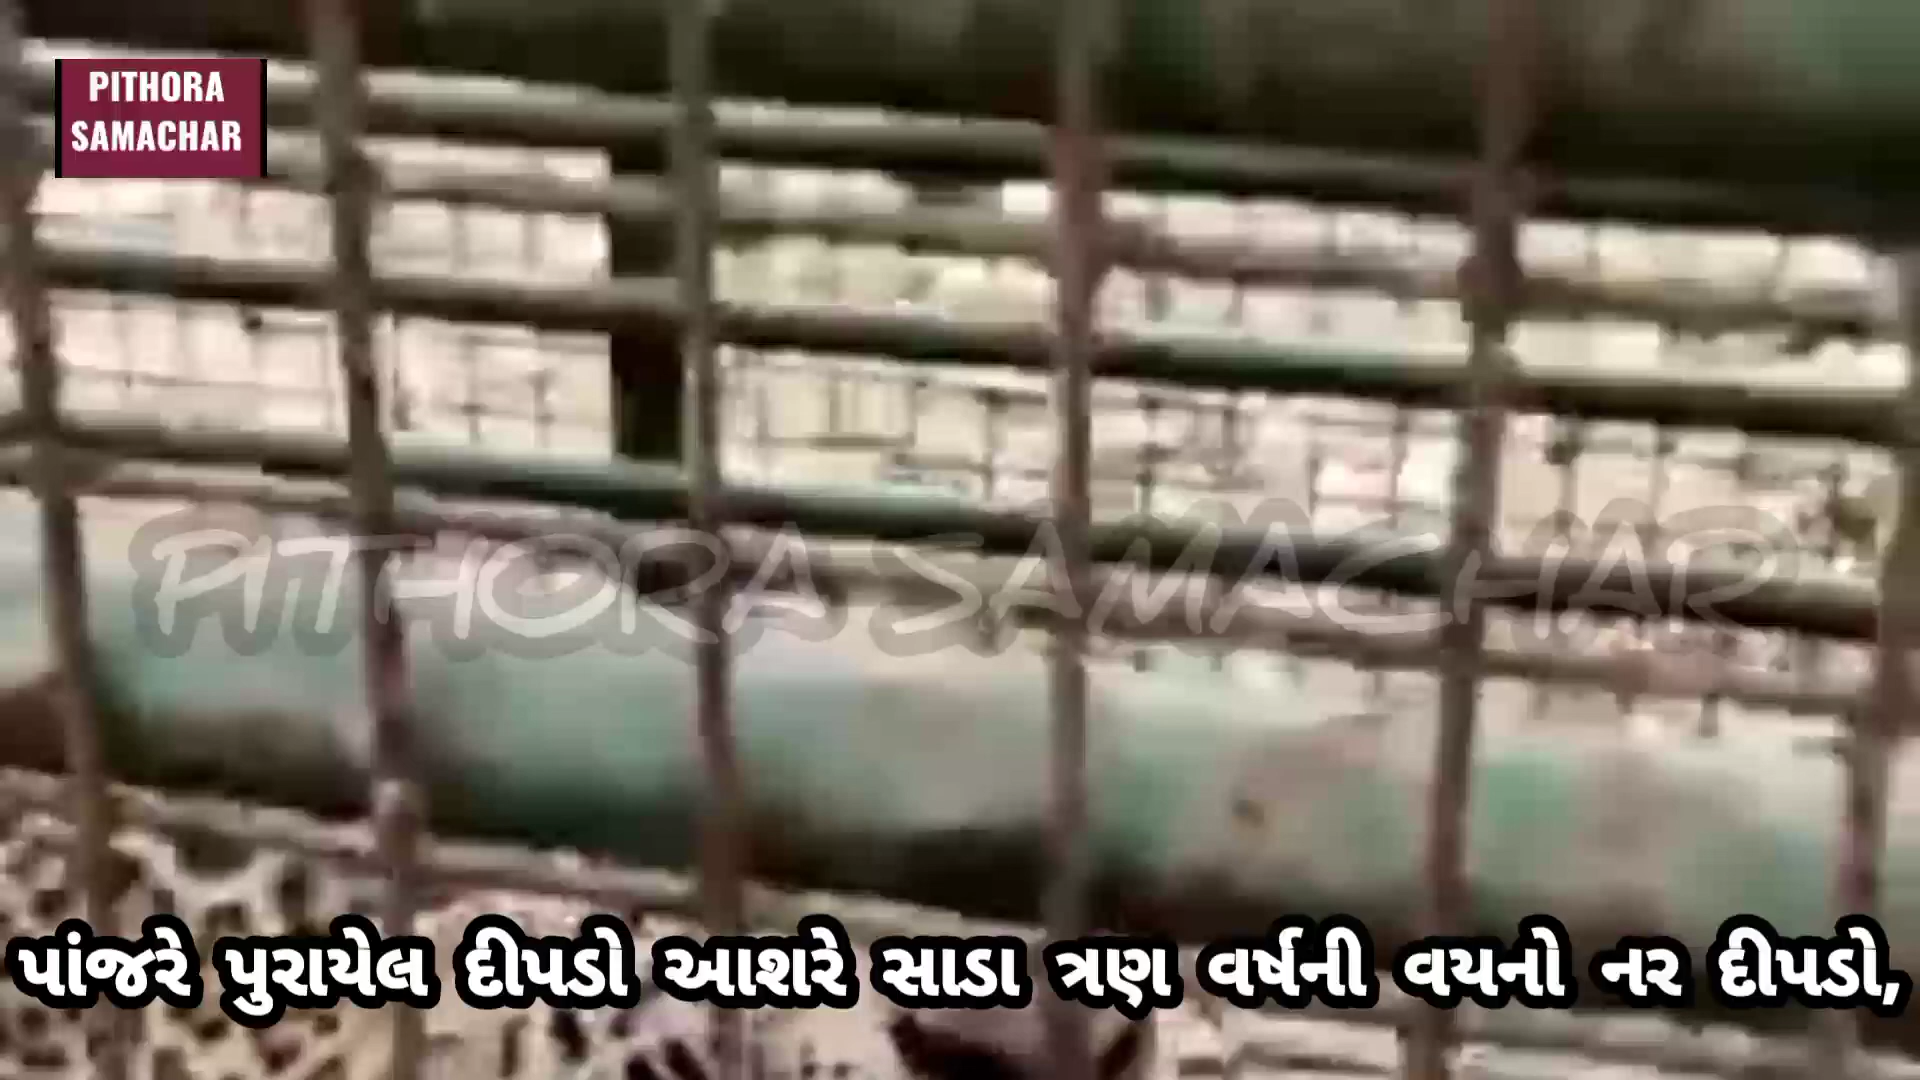 PITHORA
SAMACHAR
PITHORA SAMACHAR
પાંજરે પુરાયેલ દીપડો આશરે સાડા ત્રણ વર્ષની વયનો નર દીપડો,